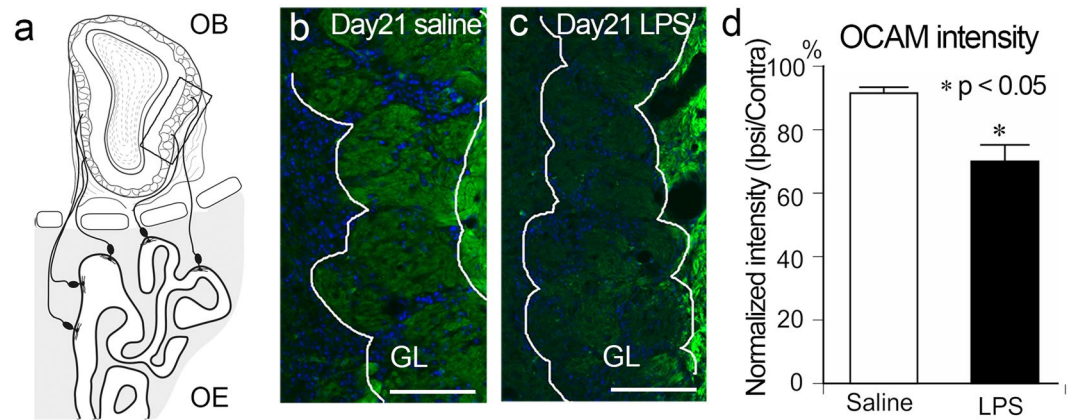 a
OB
OE
b Day21 saline
GL
c Day21 LPS
GL
d
OCAM intensity
%
Normalized intensity (Ipsi/Contra)
100
80
60
40
20
0
* p < 0.05
*
Saline
LPS